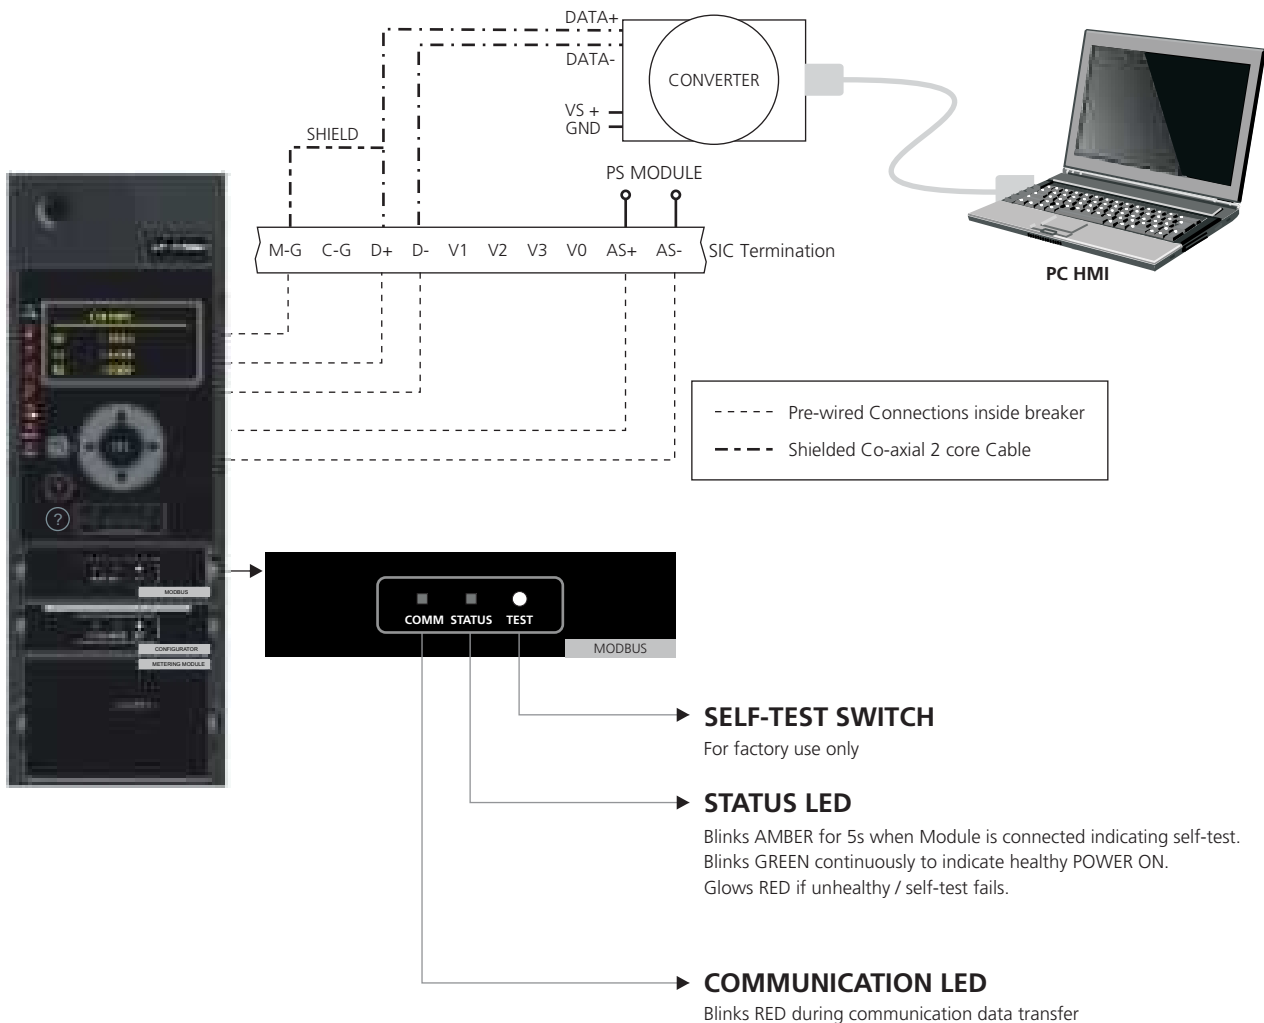 DATA+
DATA-
CONVERTER
VS +
GND
SHIELD
PS MODULE
M-G C-G D+ D- V1 V2 V3 V0 AS+ AS- SIC Termination
PC HMI
Pre-wired Connections inside breaker
Shielded Co-axial 2 core Cable
?
MODBUS
CONFIGURATOR
METERING MODULE
COMM STATUS TEST
MODBUS
SELF-TEST SWITCH
For factory use only
STATUS LED
Blinks AMBER for 5s when Module is connected indicating self-test.
Blinks GREEN continuously to indicate healthy POWER ON.
Glows RED if unhealthy / self-test fails.
COMMUNICATION LED
Blinks RED during communication data transfer